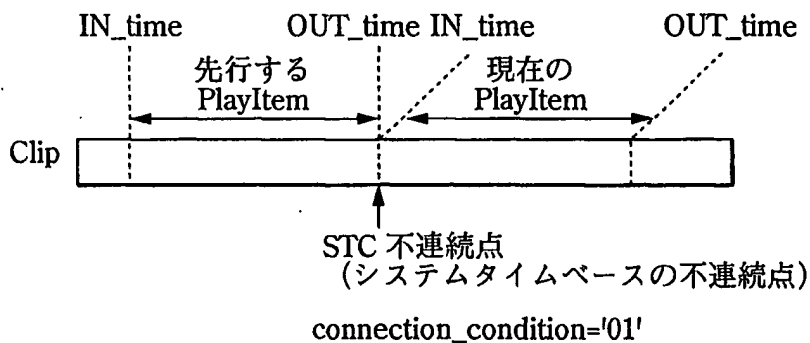 IN_time OUT_time IN_time OUT_time
先行する
PlayItem
現在の
PlayItem
Clip
STC 不連続点
(システムタイムベースの不連続点)
connection_condition='01'